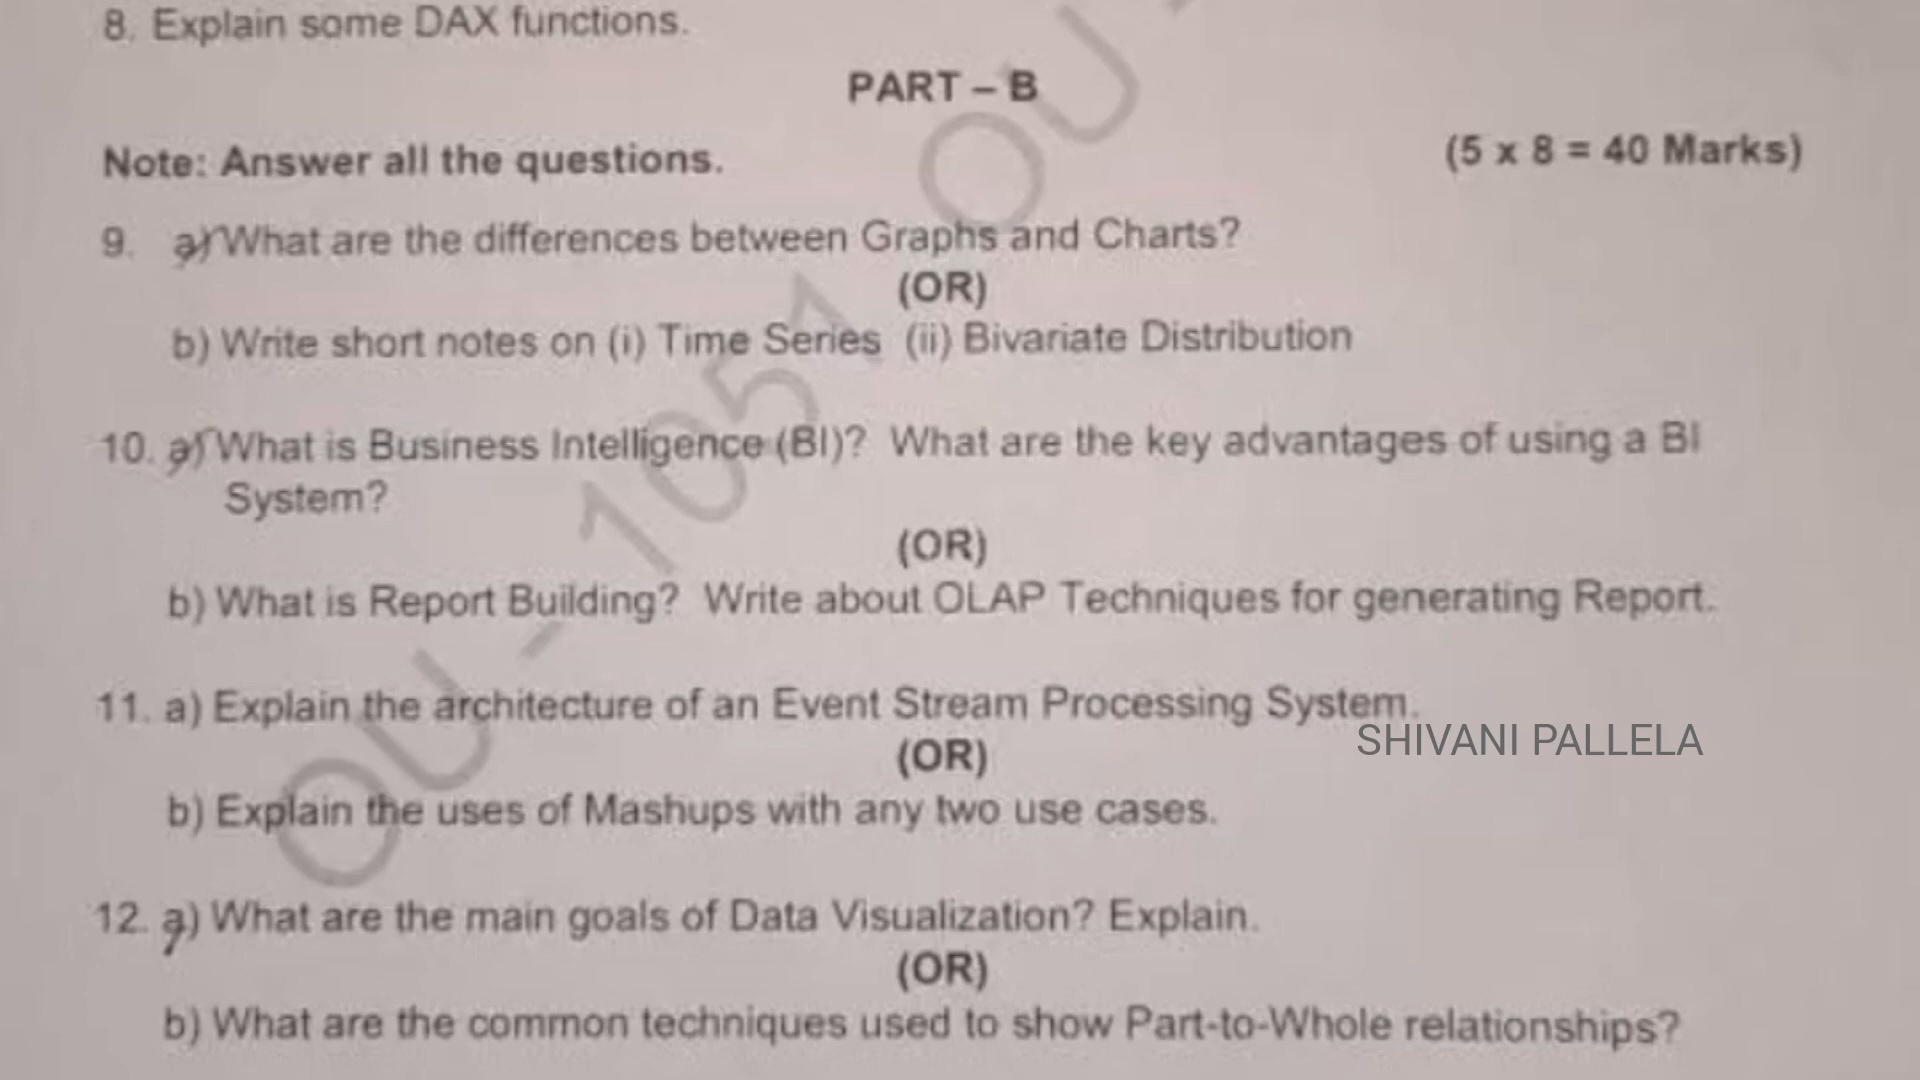 8. Explain some DAX functions.
PART – B
Note: Answer all the questions.
(5 x 8 = 40 Marks)
9. a) What are the differences between Graphs and Charts?
(OR)
b) Write short notes on (i) Time Series (ii) Bivariate Distribution
10. a) What is Business Intelligence (BI)? What are the key advantages of using a BI
System?
(OR)
b) What is Report Building? Write about OLAP Techniques for generating Report.
11. a) Explain the architecture of an Event Stream Processing System.
SHIVANI PALLELA
(OR)
b) Explain the uses of Mashups with any two use cases.
12. a) What are the main goals of Data Visualization? Explain.
(OR)
b) What are the common techniques used to show Part-to-Whole relationships?
OU - 1051 OU -